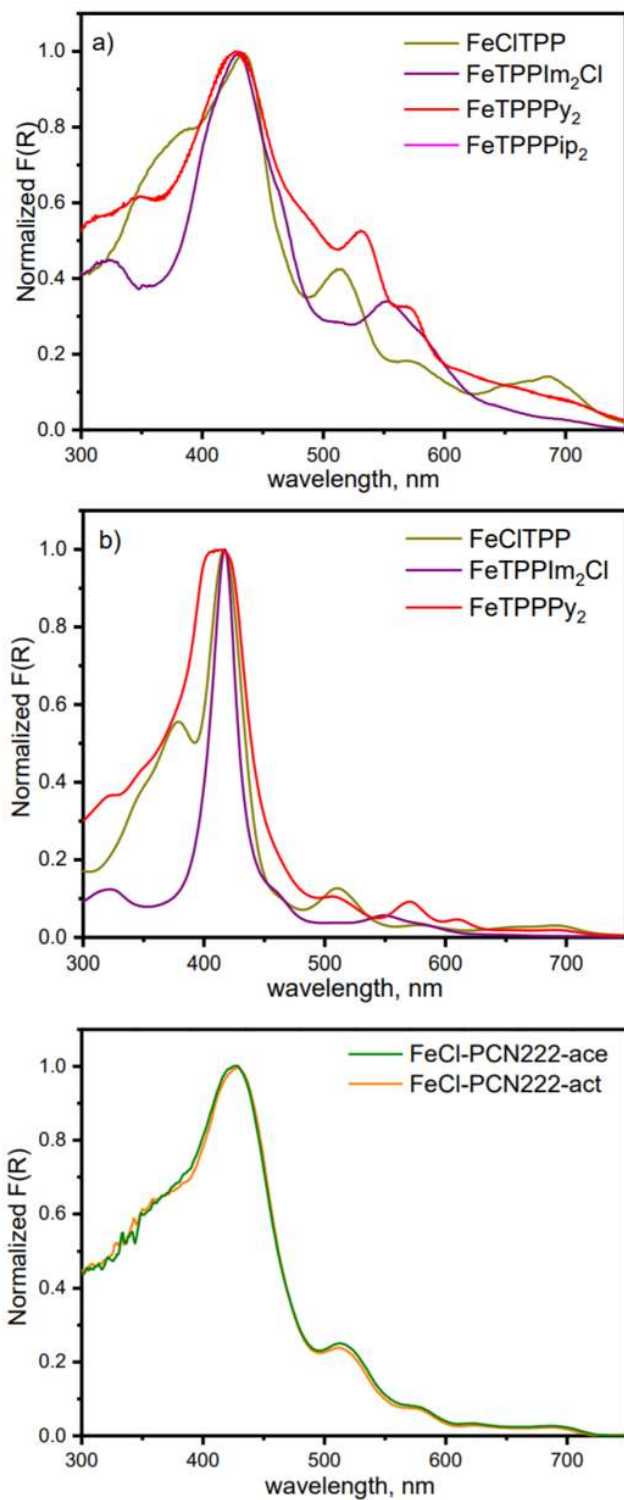 a)
FeClTPP
FeTPPIm₂Cl
FeTPPPy₂
FeTPPPip₂
Normalized F(R)
1.0
0.8
0.6
0.4
0.2
0.0
300 400 500 600 700
wavelength, nm
b)
FeClTPP
FeTPPIm₂Cl
FeTPPPy₂
Normalized F(R)
1.0
0.8
0.6
0.4
0.2
0.0
300 400 500 600 700
wavelength, nm
FeCl-PCN222-ace
FeCl-PCN222-act
Normalized F(R)
1.0
0.8
0.6
0.4
0.2
0.0
300 400 500 600 700
wavelength, nm